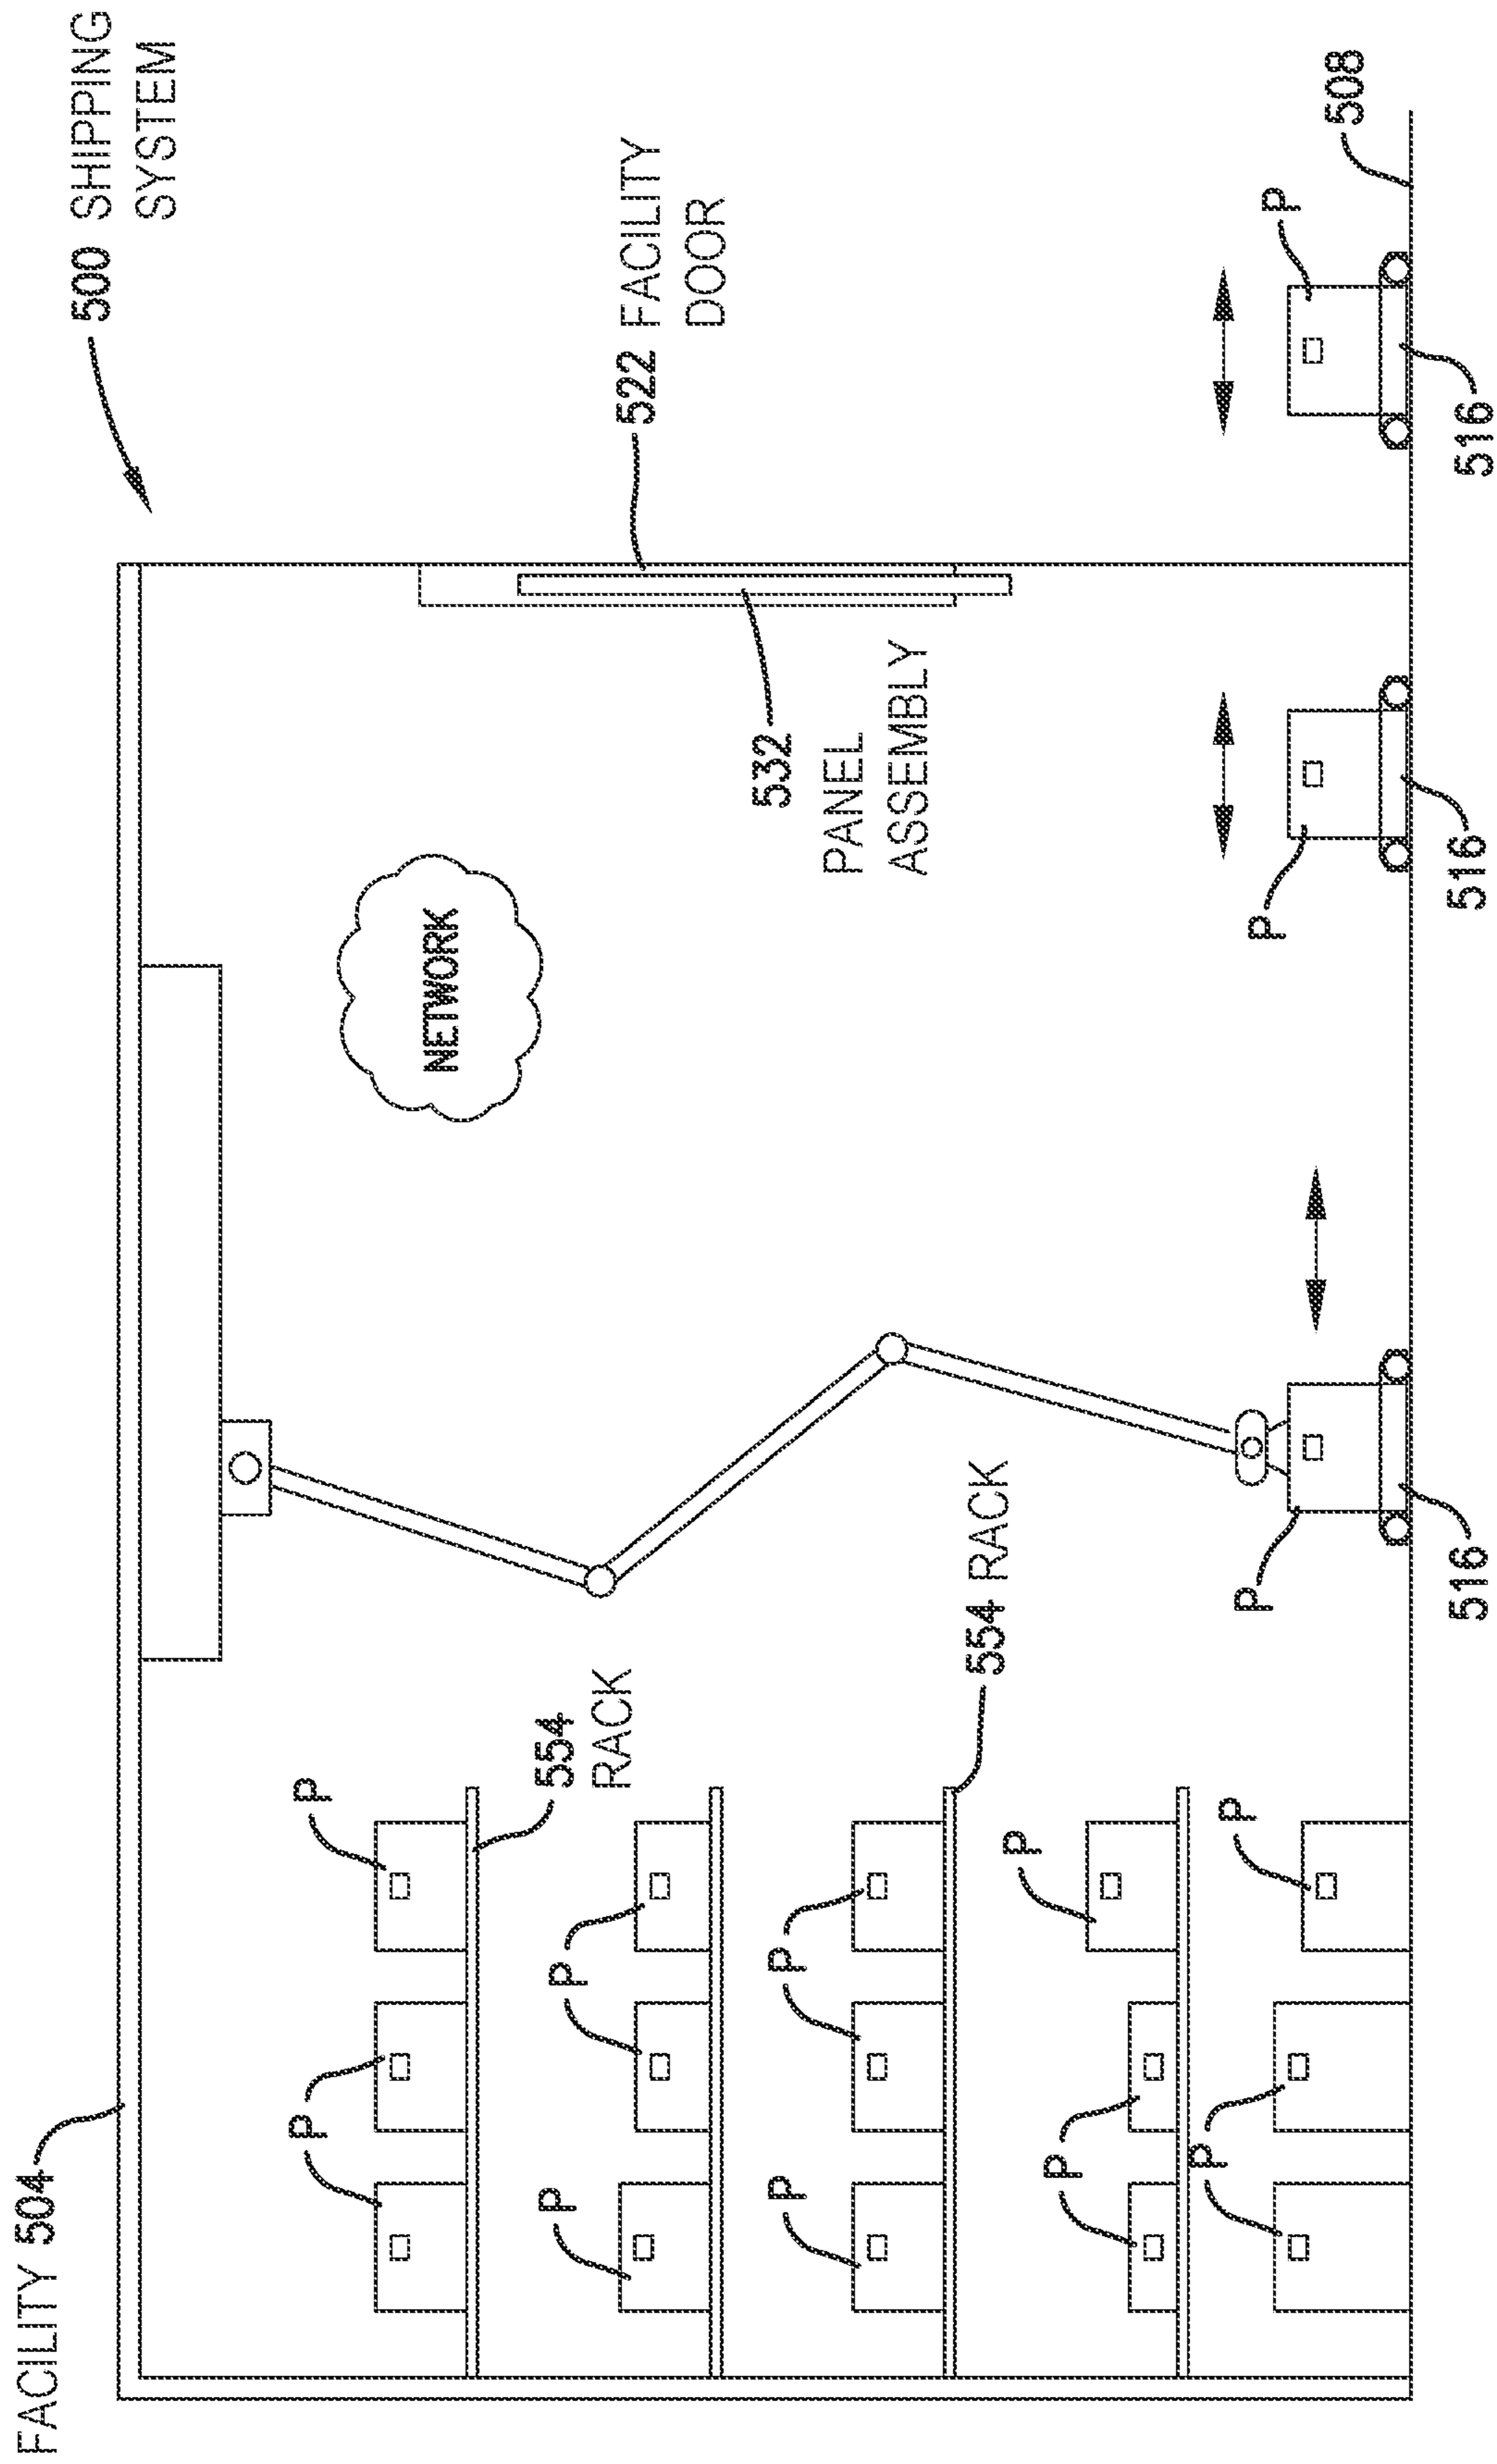 FACILITY 504
500 SHIPPING
SYSTEM
P
P
NETWORK
P
P
554
RACK
522 FACILITY
DOOR
532
PANEL
ASSEMBLY
P
P
554 RACK
P
P
P
P
P
P
P
508
516
516
516